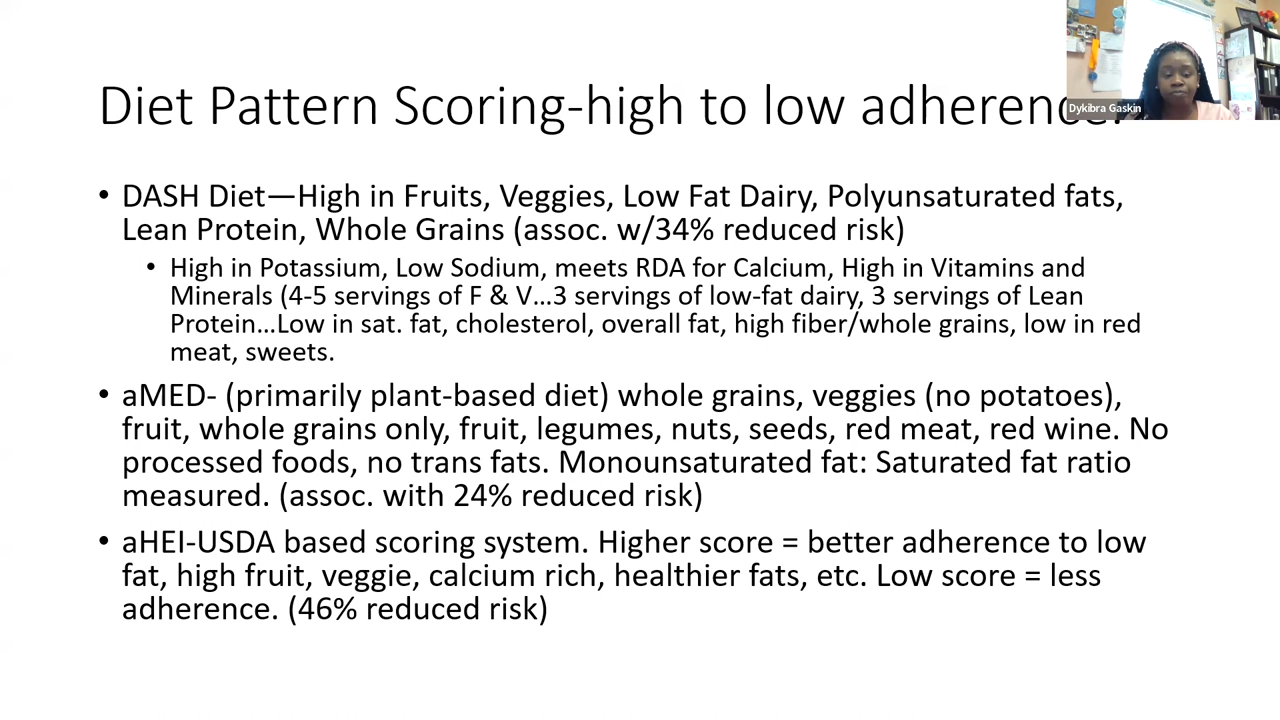 Diet Pattern Scoring-high to low adherence.
Dykibra Gaskin
• DASH Diet—High in Fruits, Veggies, Low Fat Dairy, Polyunsaturated fats,
Lean Protein, Whole Grains (assoc. w/34% reduced risk)
• High in Potassium, Low Sodium, meets RDA for Calcium, High in Vitamins and
Minerals (4-5 servings of F & V...3 servings of low-fat dairy, 3 servings of Lean
Protein...Low in sat. fat, cholesterol, overall fat, high fiber/whole grains, low in red
meat, sweets.
• aMED- (primarily plant-based diet) whole grains, veggies (no potatoes),
fruit, whole grains only, fruit, legumes, nuts, seeds, red meat, red wine. No
processed foods, no trans fats. Monounsaturated fat: Saturated fat ratio
measured. (assoc. with 24% reduced risk)
• aHEI-USDA based scoring system. Higher score = better adherence to low
fat, high fruit, veggie, calcium rich, healthier fats, etc. Low score = less
adherence. (46% reduced risk)